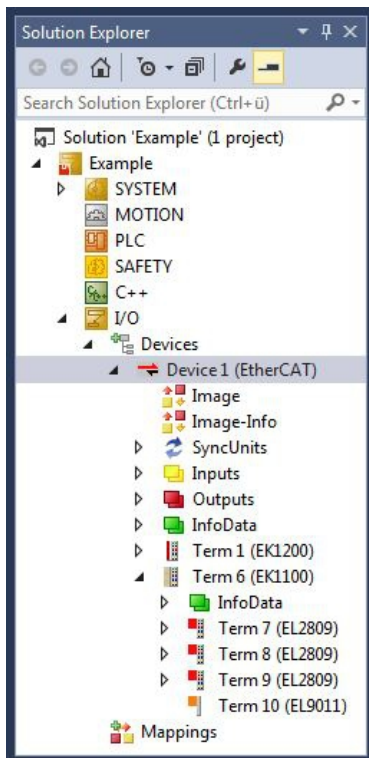 Solution Explorer
Search Solution Explorer (Ctrl+ü)
Solution 'Example' (1 project)
Example
SYSTEM
MOTION
PLC
SAFETY
C++
I/O
Devices
Device 1 (EtherCAT)
Image
Image-Info
SyncUnits
Inputs
Outputs
InfoData
Term 1 (EK1200)
Term 6 (EK1100)
InfoData
Term 7 (EL2809)
Term 8 (EL2809)
Term 9 (EL2809)
Term 10 (EL9011)
Mappings